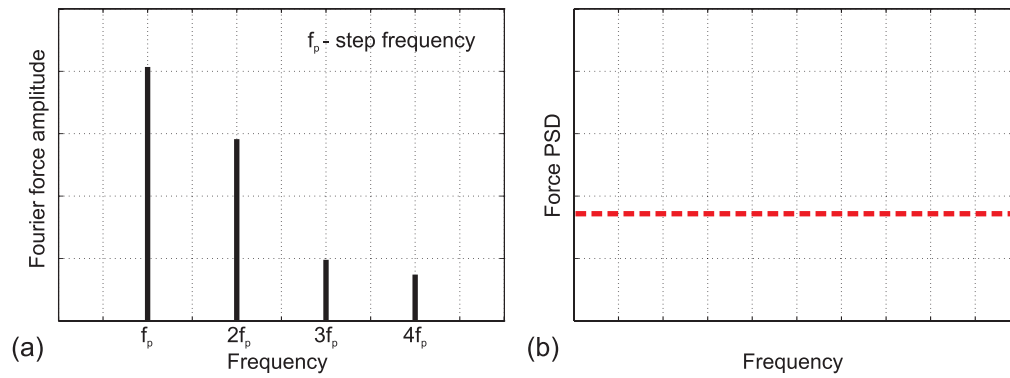 fp - step frequency
Fourier force amplitude
fp
2fp
3fp
4fp
Frequency
(a)
Force PSD
Frequency
(b)